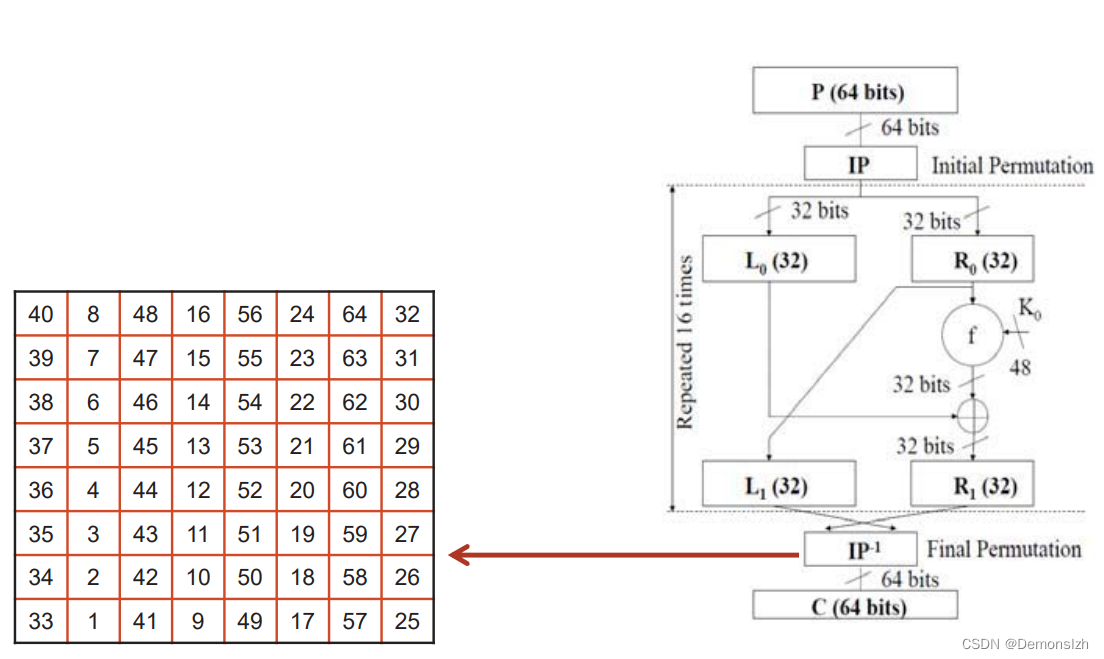 P (64 bits)
64 bits
IP Initial Permutation
32 bits
32 bits
L0 (32) R0 (32)
Repeated 16 times
K0
f
48
32 bits
32 bits
L1 (32) R1 (32)
IP-1 Final Permutation
64 bits
C (64 bits)
40 8 48 16 56 24 64 32
39 7 47 15 55 23 63 31
38 6 46 14 54 22 62 30
37 5 45 13 53 21 61 29
36 4 44 12 52 20 60 28
35 3 43 11 51 19 59 27
34 2 42 10 50 18 58 26
33 1 41 9 49 17 57 25
CSDN @Demonslzh